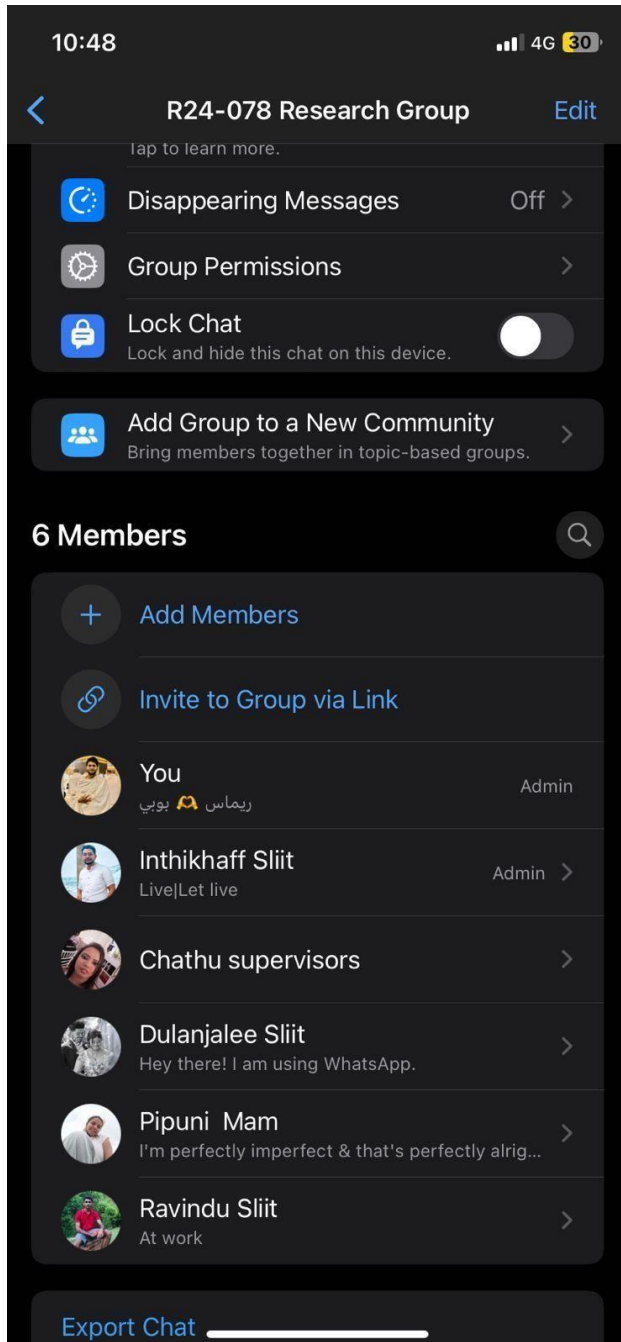 10:48
4G 30
R24-078 Research Group
Edit
Tap to learn more.
Disappearing Messages
Off
Group Permissions
Lock Chat
Lock and hide this chat on this device.
Add Group to a New Community
Bring members together in topic-based groups.
6 Members
Add Members
Invite to Group via Link
You
Admin
ريماس 🫶 بوبي
Inthikhaff Sliit
Admin
Live|Let live
Chathu supervisors
Dulanjalee Sliit
Hey there! I am using WhatsApp.
Pipuni  Mam
I'm perfectly imperfect & that's perfectly alrig...
Ravindu Sliit
At work
Export Chat